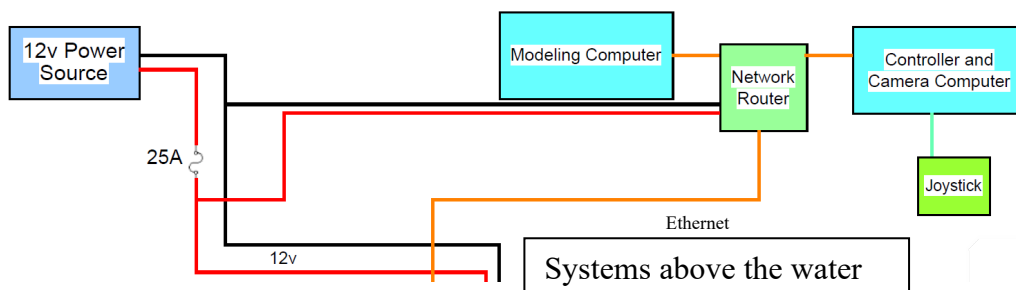 12v Power
Source
Modeling Computer
Network
Router
Controller and
Camera Computer
25A
Joystick
Ethernet
12v
Systems above the water